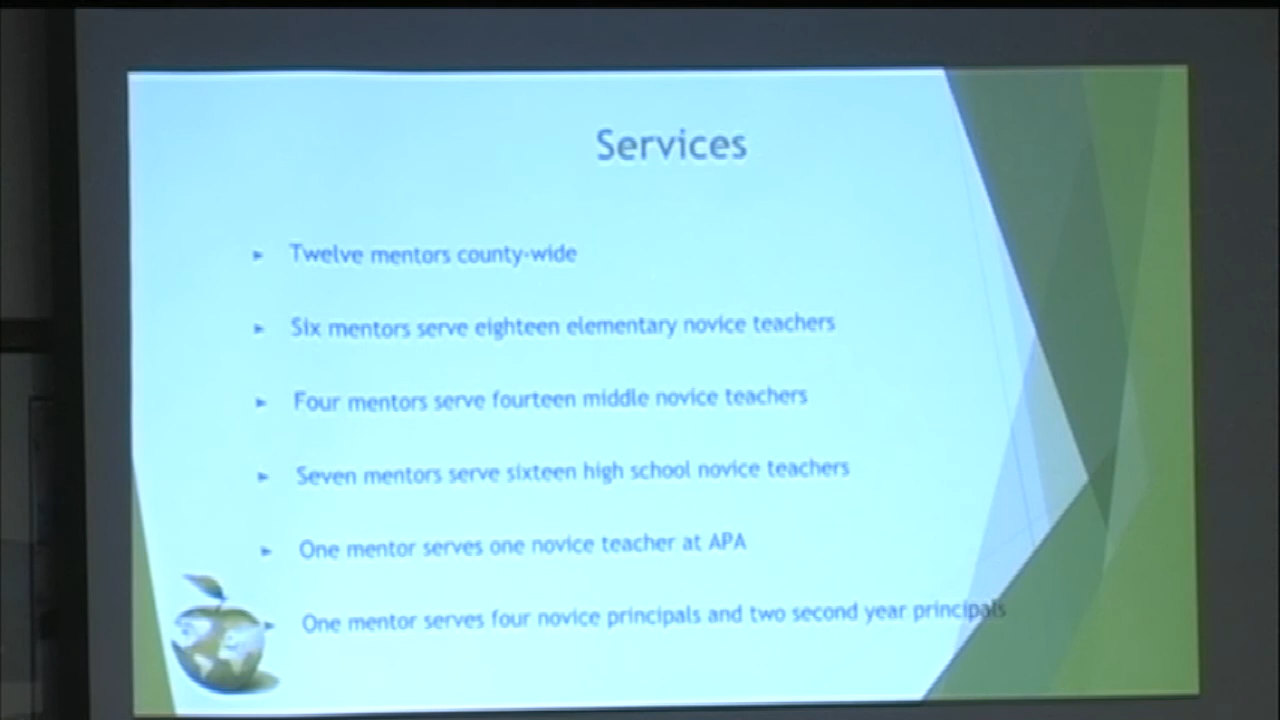 Services
Twelve mentors county-wide
Six mentors serve eighteen elementary novice teachers
Four mentors serve fourteen middle novice teachers
Seven mentors serve sixteen high school novice teachers
One mentor serves one novice teacher at APA
One mentor serves four novice principals and two second year principals